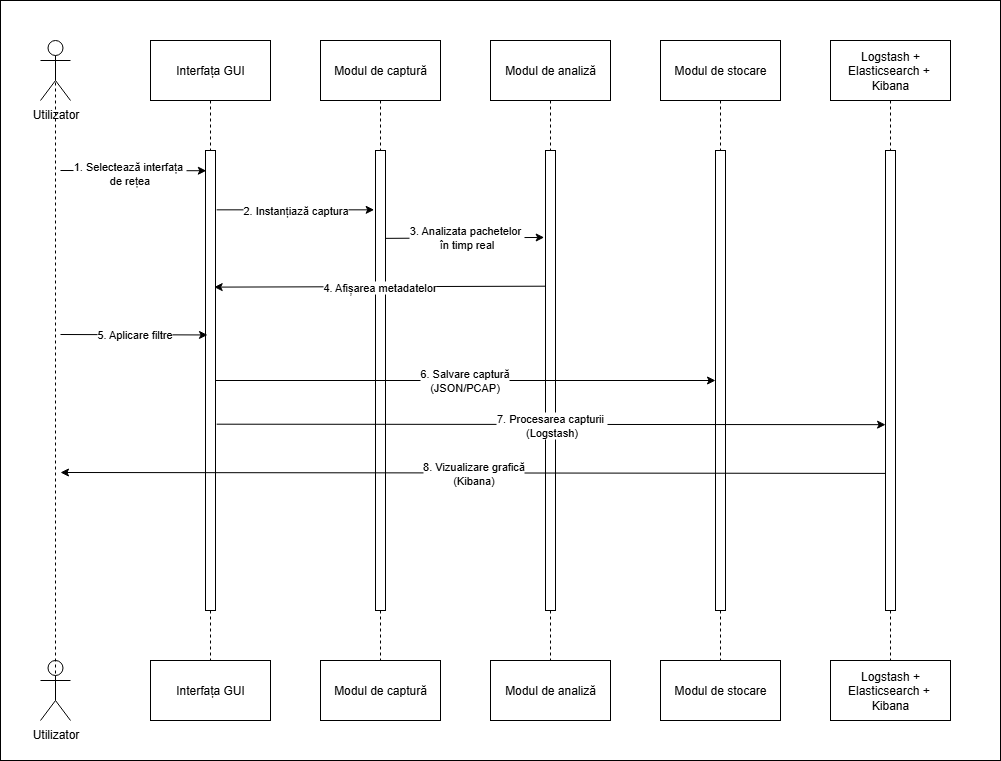 Utilizator
Interfața GUI
Modul de captură
Modul de analiză
Modul de stocare
Logstash +
Elasticsearch +
Kibana
1. Selectează interfața
de rețea
2. Instanțiază captura
3. Analizata pachetelor
în timp real
4. Afișarea metadatelor
5. Aplicare filtre
6. Salvare captură
(JSON/PCAP)
7. Procesarea capturii
(Logstash)
8. Vizualizare grafică
(Kibana)
Utilizator
Interfața GUI
Modul de captură
Modul de analiză
Modul de stocare
Logstash +
Elasticsearch +
Kibana